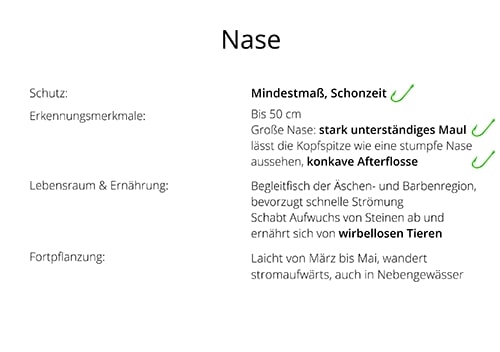 Nase
Schutz: Mindestmaß, Schonzeit
Erkennungsmerkmale: Bis 50 cm
Große Nase: stark unterständiges Maul
lässt die Kopfspitze wie eine stumpfe Nase
aussehen, konkave Afterflosse
Lebensraum & Ernährung: Begleitfisch der Äschen- und Barbenregion,
bevorzugt schnelle Strömung
Schabt Aufwuchs von Steinen ab und
ernährt sich von wirbellosen Tieren
Fortpflanzung: Laicht von März bis Mai, wandert
stromaufwärts, auch in Nebengewässer